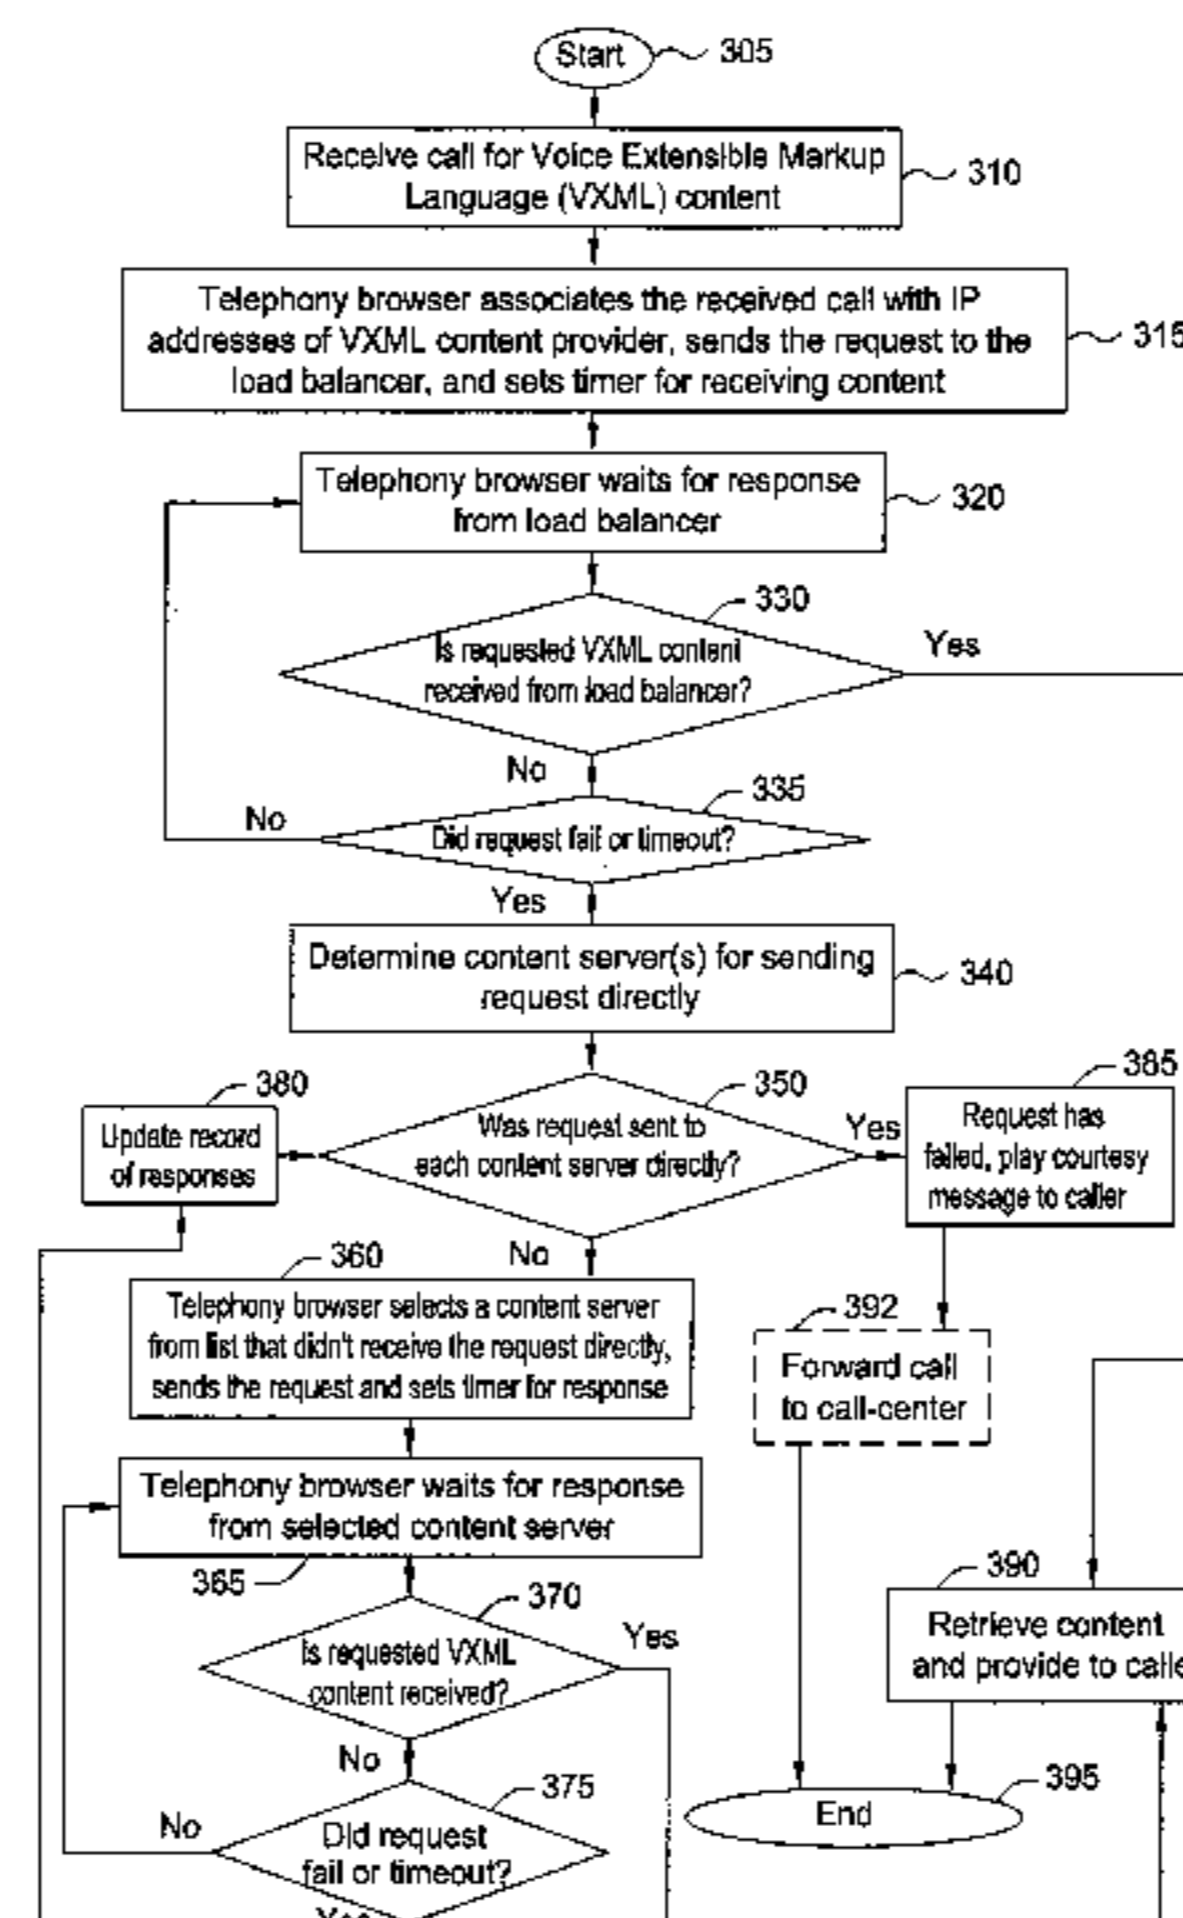 Start
305
Receive call for Voice Extensible Markup
Language (VXML) content
310
Telephony browser associates the received call with IP
addresses of VXML content provider, sends the request to the
load balancer, and sets timer for receiving content
315
Telephony browser waits for response
from load balancer
320
330
Is requested VXML content
received from load balancer?
Yes
No
335
Did request fail or timeout?
No
Yes
Determine content server(s) for sending
request directly
340
380
Update record
of responses
350
Was request sent to
each content server directly?
Yes
385
Request has
failed, play courtesy
message to caller
No
360
Telephony browser selects a content server
from list that didn't receive the request directly,
sends the request and sets timer for response
392
Forward call
to call-center
Telephony browser waits for response
from selected content server
365
370
Is requested VXML
content received?
Yes
390
Retrieve content
and provide to calle
No
375
Did request
fail or timeout?
No
Yes
End
395